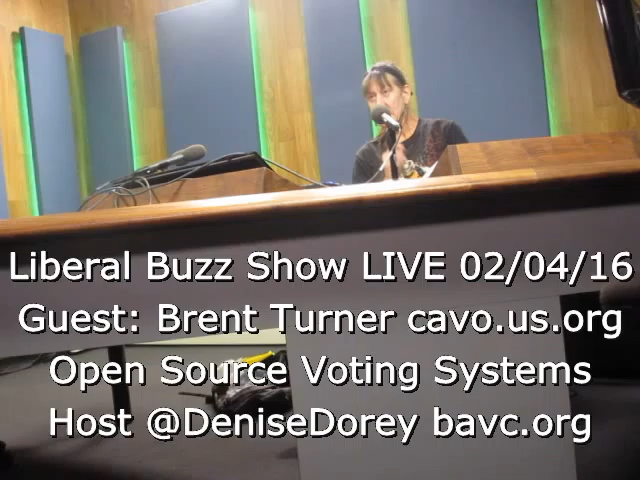 Liberal Buzz Show LIVE 02/04/16
Guest: Brent Turner cavo.us.org
Open Source Voting Systems
Host @DeniseDorey bavc.org